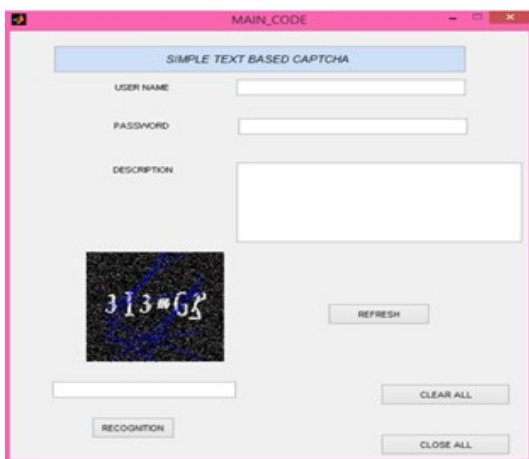 MAIN_CODE
SIMPLE TEXT BASED CAPTCHA
USER NAME
PASSWORD
DESCRIPTION
REFRESH
CLEAR ALL
RECOGNITION
CLOSE ALL